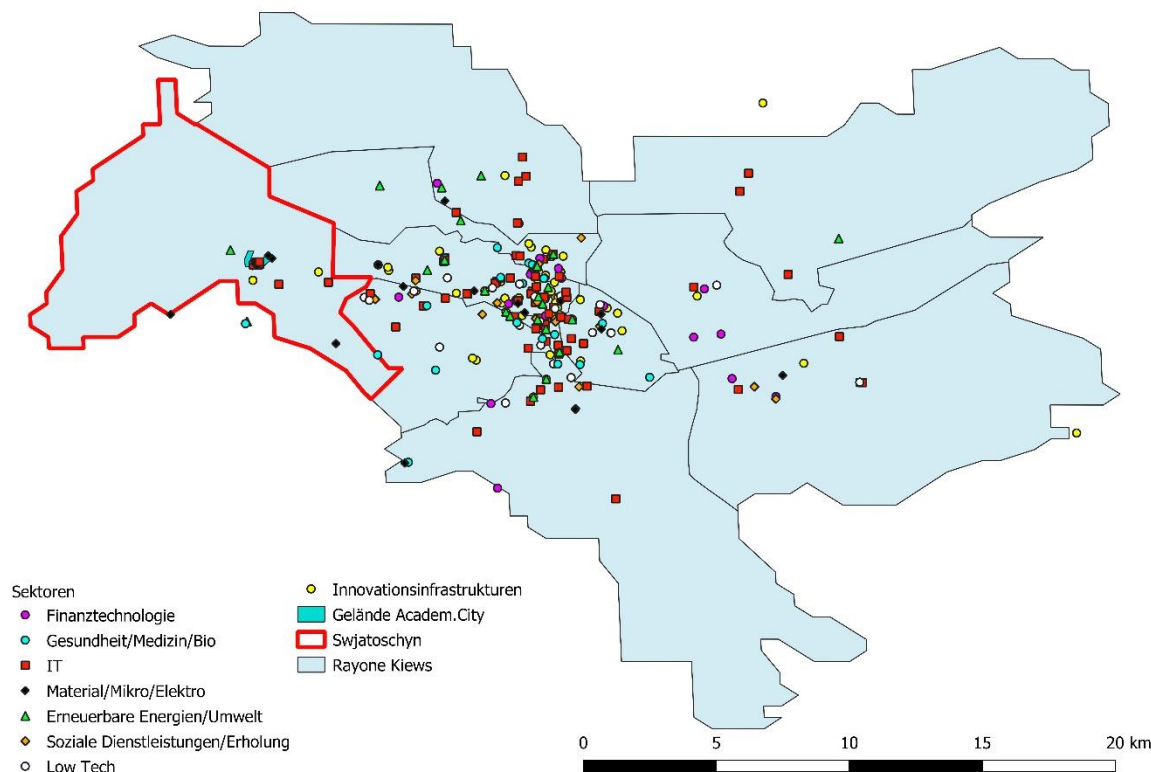 Sektoren
Finanztechnologie
Gesundheit/Medizin/Bio
IT
Material/Mikro/Elektro
Erneuerbare Energien/Umwelt
Soziale Dienstleistungen/Erholung
Low Tech
Innovationsinfrastrukturen
Gelände Academ.City
Swjatoschyn
Rayone Kiews
0 5 10 15 20 km